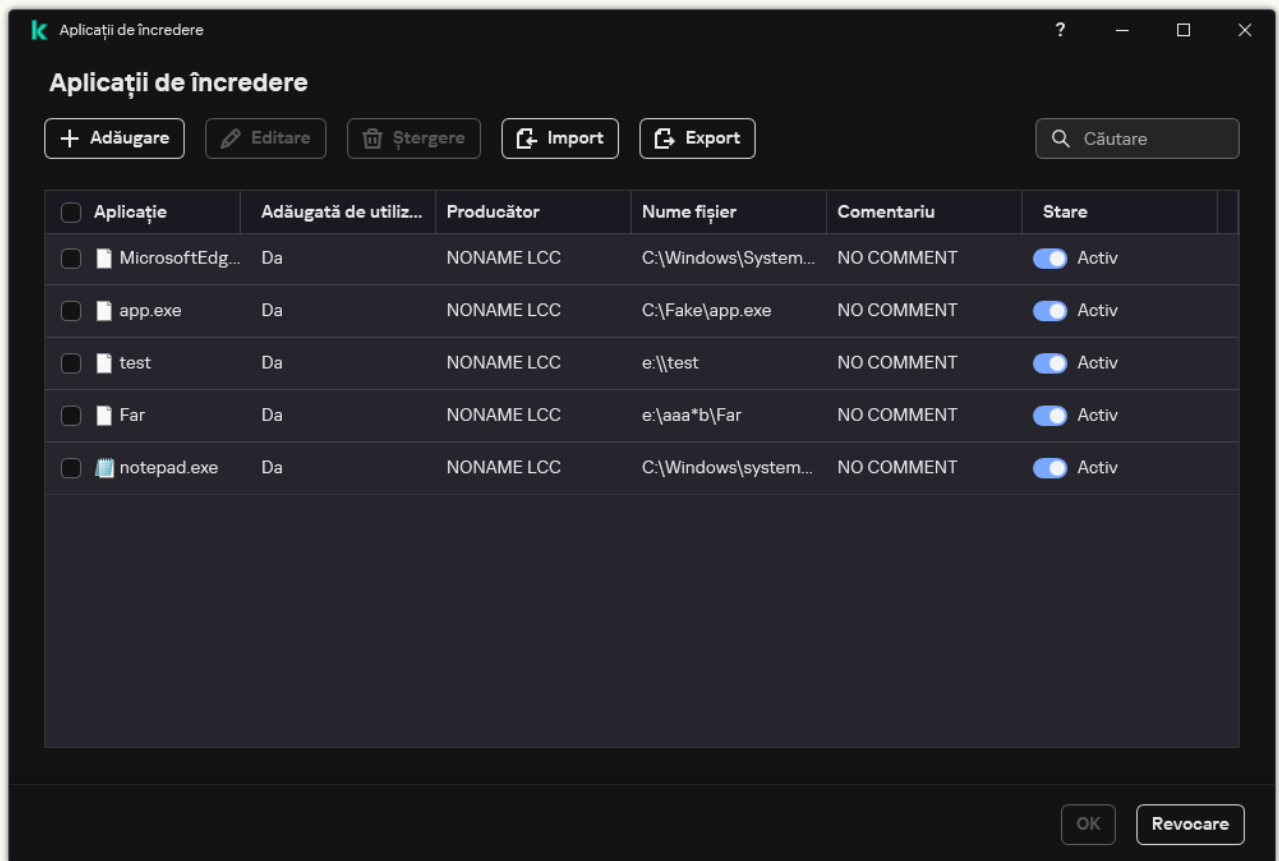 Aplicații de încredere
?
Aplicații de încredere
Adăugare Editare Ștergere Import Export Căutare
Aplicație Adăugată de utiliz... Producător Nume fișier Comentariu Stare
MicrosoftEdg... Da NONAME LCC C:\Windows\System... NO COMMENT Activ
app.exe Da NONAME LCC C:\Fake\app.exe NO COMMENT Activ
test Da NONAME LCC e:\\test NO COMMENT Activ
Far Da NONAME LCC e:\aaa*b\Far NO COMMENT Activ
notepad.exe Da NONAME LCC C:\Windows\system... NO COMMENT Activ
OK Revocare